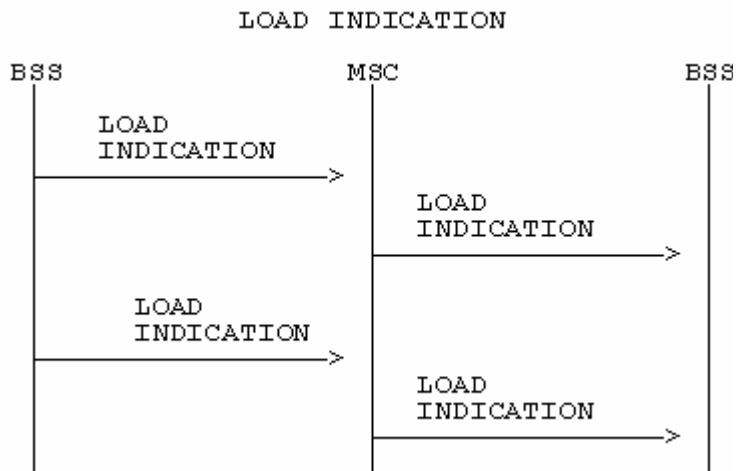 LOAD INDICATION
BSS MSC BSS
LOAD
INDICATION
LOAD
INDICATION
LOAD
INDICATION
LOAD
INDICATION